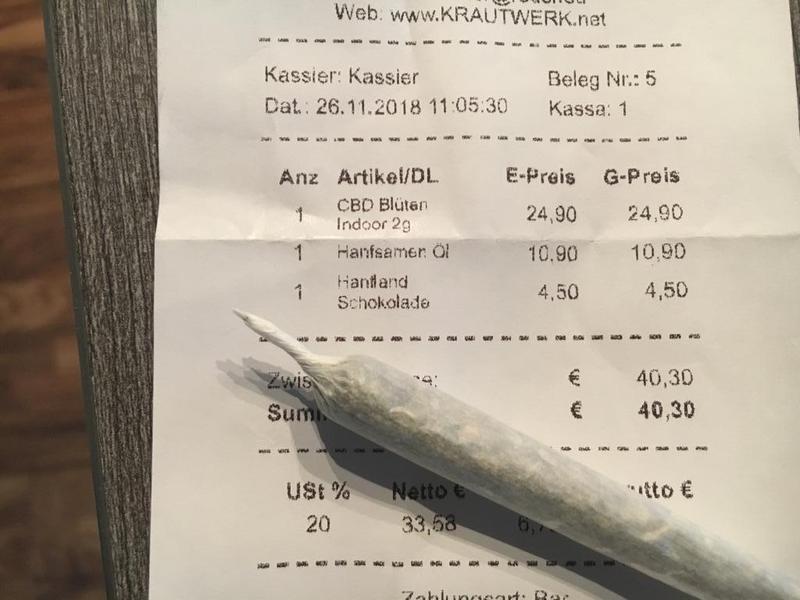 Web: www.KRAUTWERK.net
Kassier: Kassier Beleg Nr.: 5
Dat.: 26.11.2018 11:05:30 Kassa: 1
Anz Artikel/DL E-Preis G-Preis
1 CBD Blüten Indoor 2g 24,90 24,90
1 Hanfsamen Öl 10,90 10,90
1 Hanfland Schokolade 4,50 4,50
€ 40,30
€ 40,30
USt % Netto € €
20 33,58
Zahlungsart: Bar